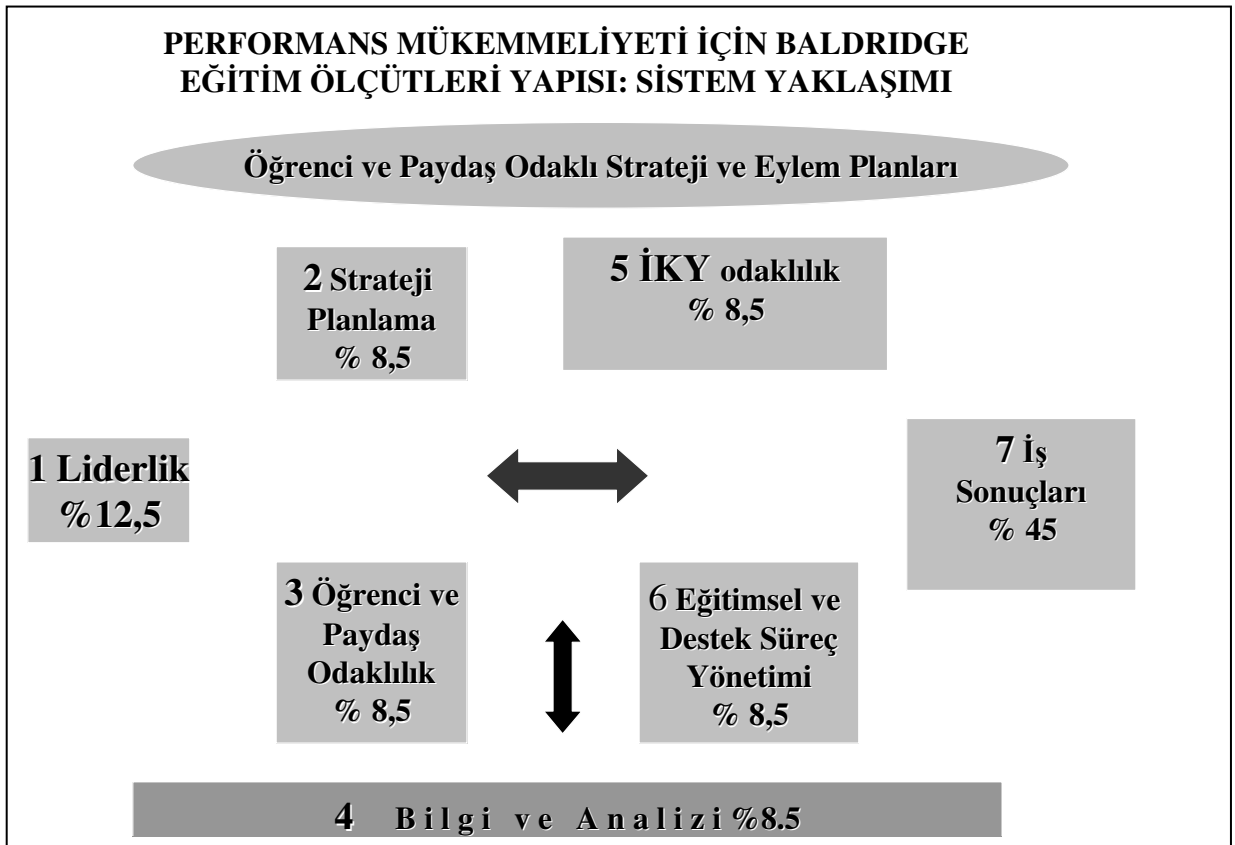 PERFORMANS MÜKEMMELİYETİ İÇİN BALDRIDGE
EĞİTİM ÖLÇÜTLERİ YAPISI: SİSTEM YAKLAŞIMI
Öğrenci ve Paydaş Odaklı Strateji ve Eylem Planları
2 Strateji
Planlama
% 8,5
5 İKY odaklılık
% 8,5
1 Liderlik
%12,5
7 İş
Sonuçları
% 45
3 Öğrenci ve
Paydaş
Odaklılık
% 8,5
6 Eğitimsel ve
Destek Süreç
Yönetimi
% 8,5
4 Bilgi ve Analizi %8.5